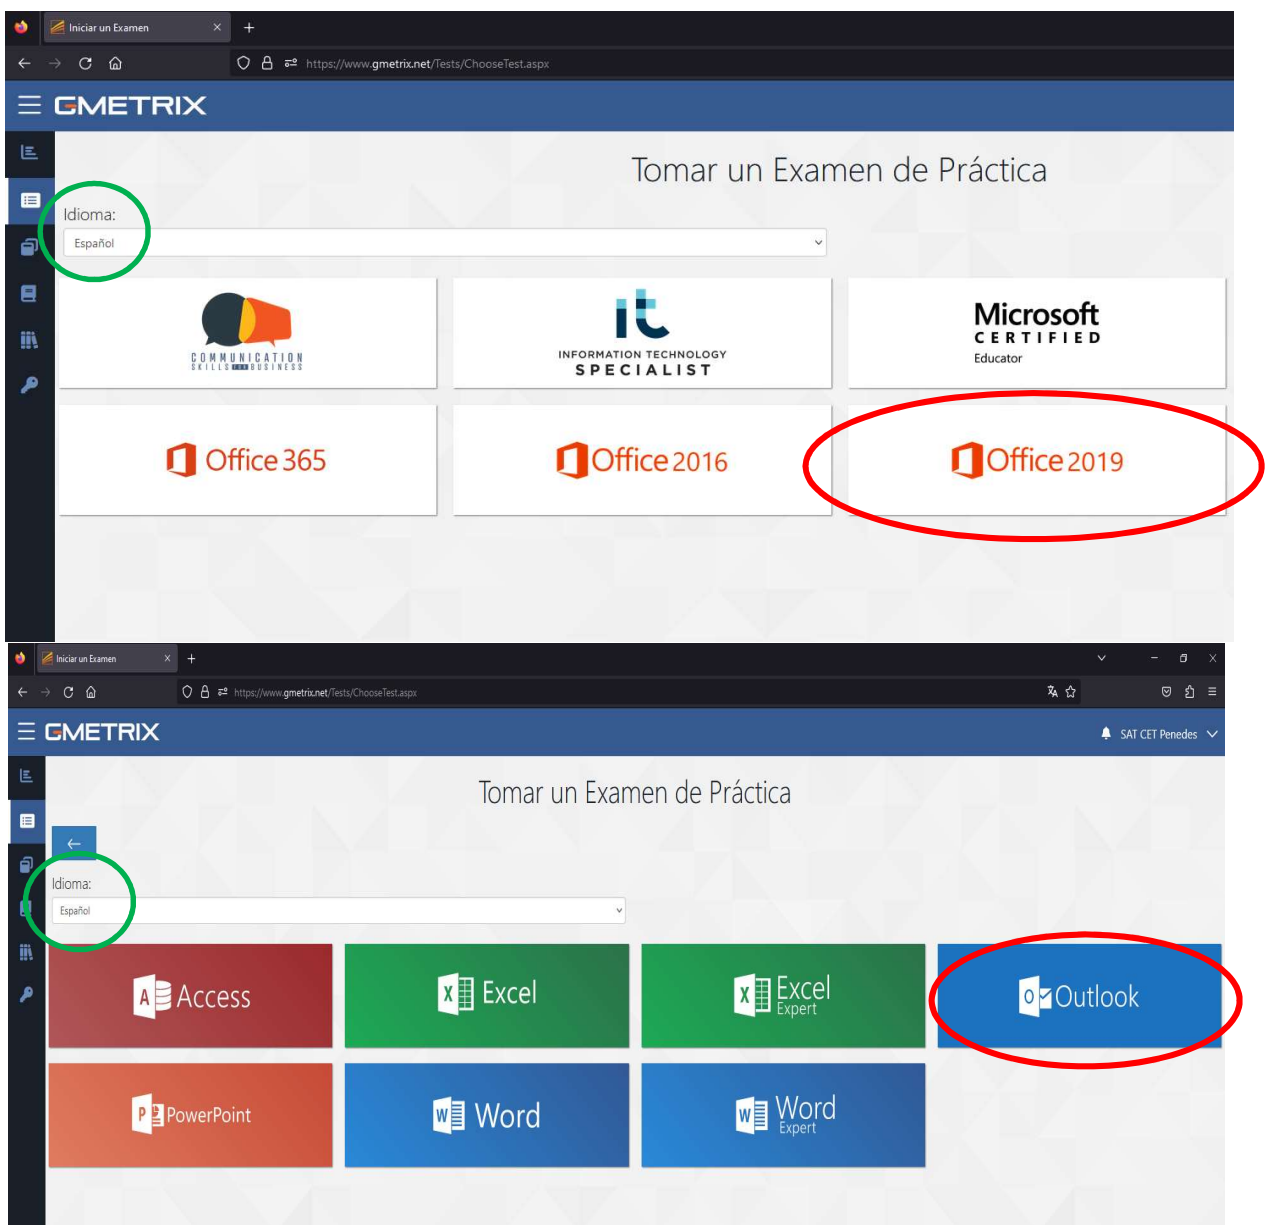 Iniciar un Examen
https://www.gmetrix.net/Tests/ChooseTest.aspx
GMETRIX
Tomar un Examen de Práctica
Idioma:
Español
COMMUNICATION
SKILLS FOR BUSINESS
it
INFORMATION TECHNOLOGY
SPECIALIST
Microsoft
CERTIFIED
Educator
Office 365
Office 2016
Office 2019
Iniciar un Examen
https://www.gmetrix.net/Tests/ChooseTest.aspx
GMETRIX
SAT CET Penedes
Tomar un Examen de Práctica
Idioma:
Español
A Access
X Excel
X Excel
Expert
O Outlook
P PowerPoint
W Word
W Word
Expert